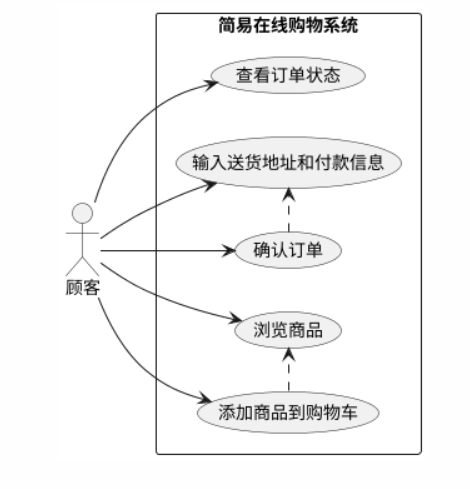 简易在线购物系统
查看订单状态
输入送货地址和付款信息
确认订单
顾客
浏览商品
添加商品到购物车